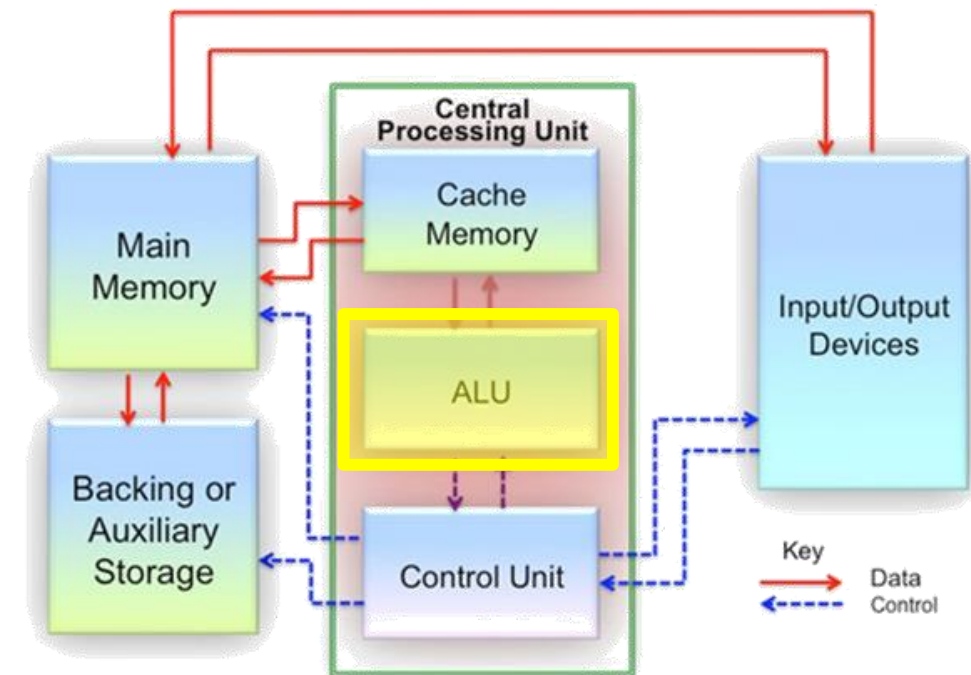 Central
Processing Unit
Cache
Memory
Main
Memory
Input/Output
Devices
ALU
Backing or
Auxiliary
Storage
Control Unit
Key
Data
Control